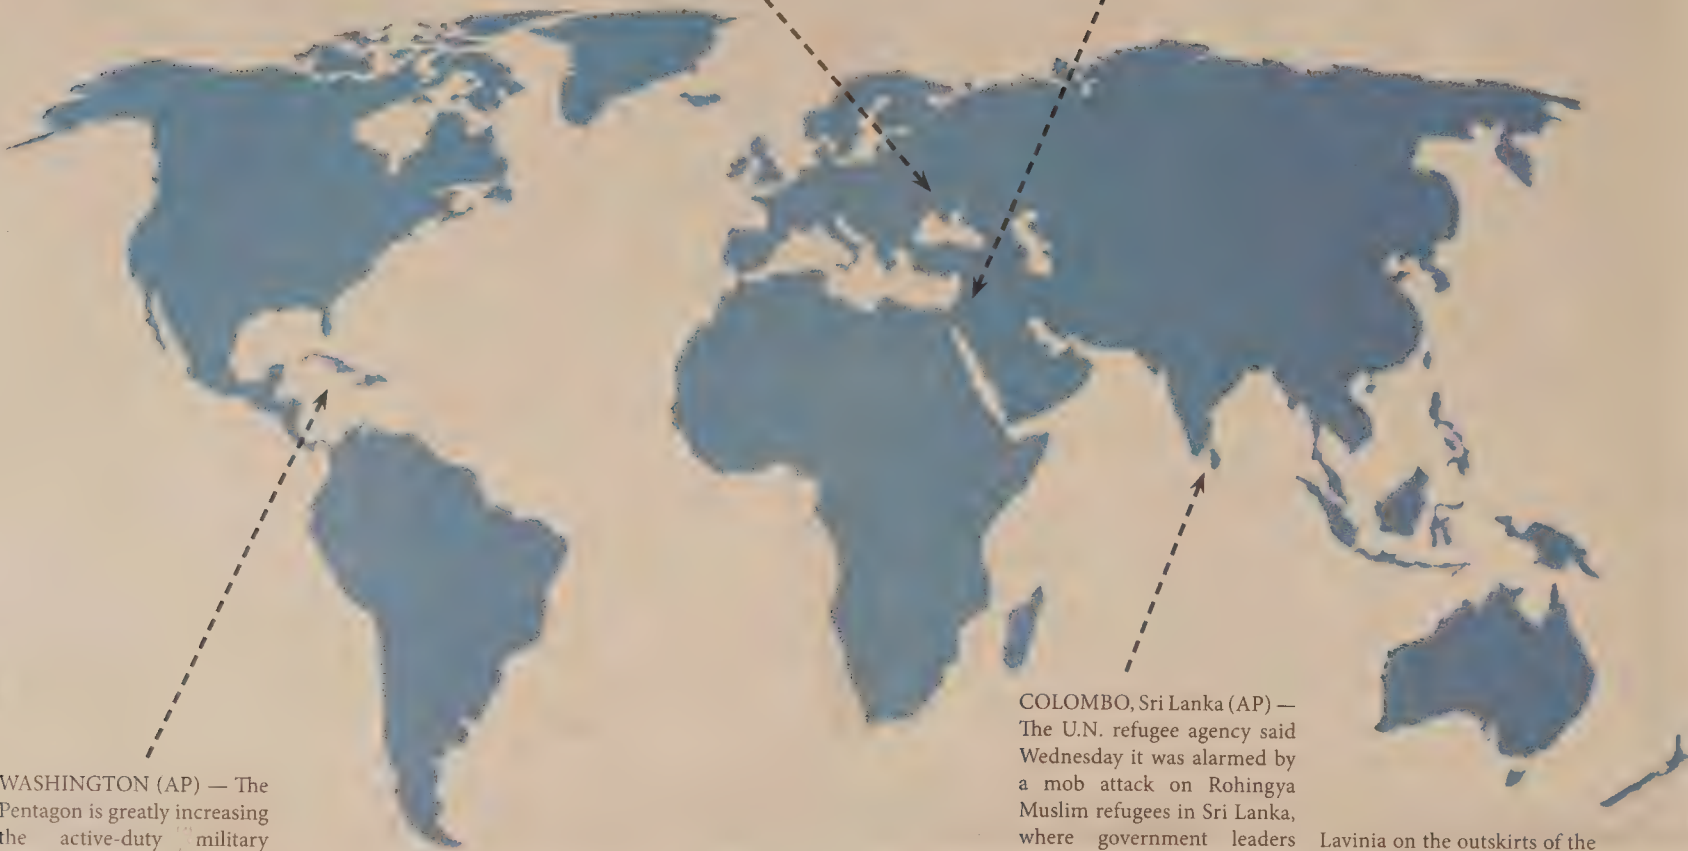 WASHINGTON (AP) — The
Pentagon is greatly increasing
the active-duty military
COLOMBO, Sri Lanka (AP) —
The U.N. refugee agency said
Wednesday it was alarmed by
a mob attack on Rohingya
Muslim refugees in Sri Lanka,
where government leaders
Lavinia on the outskirts of the